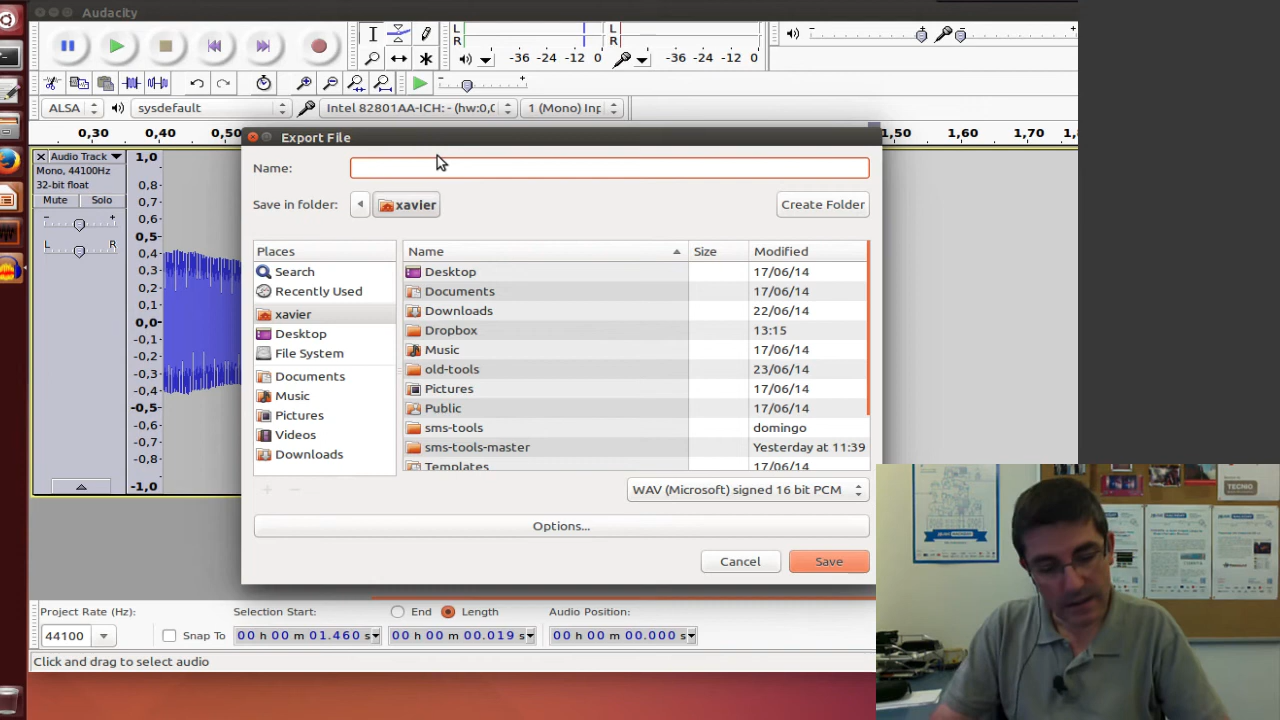 Audacity
L
R
-36 -24 -12 0
L
R
-36 -24 -12 0
ALSA
sysdefault
Intel 82801AA-ICH: - (hw:0,0
1 (Mono) Inp
0,30 0,40 0,50
1,50 1,60 1,70 1,8
Audio Track
Mono, 44100Hz
32-bit float
Mute Solo
- +
L R
1,0
0,8
0,6
0,5
0,4
0,3
0,2
0,1
0,0
-0,1
-0,2
-0,3
-0,4
-0,5
-0,6
-0,7
-0,8
-1,0
Export File
Name:
Save in folder:
xavier
Create Folder
Places
Search
Recently Used
xavier
Desktop
File System
Documents
Music
Pictures
Videos
Downloads
Name Size Modified
Desktop 17/06/14
Documents 17/06/14
Downloads 22/06/14
Dropbox 13:15
Music 17/06/14
old-tools 23/06/14
Pictures 17/06/14
Public 17/06/14
sms-tools domingo
sms-tools-master Yesterday at 11:39
Templates 17/06/14
WAV (Microsoft) signed 16 bit PCM
Options...
Cancel
Save
Project Rate (Hz):
44100
Snap To
Selection Start:
00 h 00 m 01.460 s
End
Length
00 h 00 m 00.019 s
Audio Position:
00 h 00 m 00.000 s
Click and drag to select audio
TECNIO